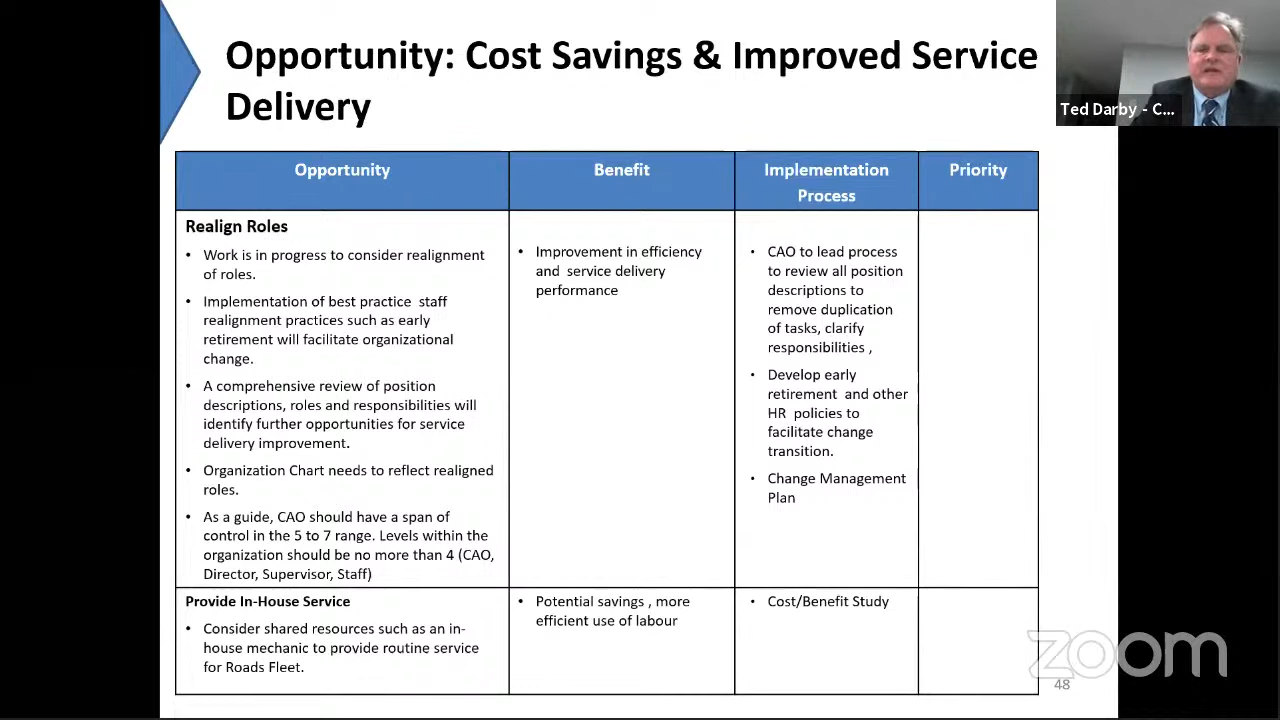 Opportunity: Cost Savings & Improved Service
Delivery
Ted Darby - C...
Opportunity
Benefit
Implementation
Process
Priority
Realign Roles
• Work is in progress to consider realignment
of roles.
• Implementation of best practice staff
realignment practices such as early
retirement will facilitate organizational
change.
• A comprehensive review of position
descriptions, roles and responsibilities will
identify further opportunities for service
delivery improvement.
• Organization Chart needs to reflect realigned
roles.
• As a guide, CAO should have a span of
control in the 5 to 7 range. Levels within the
organization should be no more than 4 (CAO,
Director, Supervisor, Staff)
• Improvement in efficiency
and service delivery
performance
• CAO to lead process
to review all position
descriptions to
remove duplication
of tasks, clarify
responsibilities ,
• Develop early
retirement and other
HR policies to
facilitate change
transition.
• Change Management
Plan
Provide In-House Service
• Consider shared resources such as an in-
house mechanic to provide routine service
for Roads Fleet.
• Potential savings , more
efficient use of labour
• Cost/Benefit Study
zoom
48